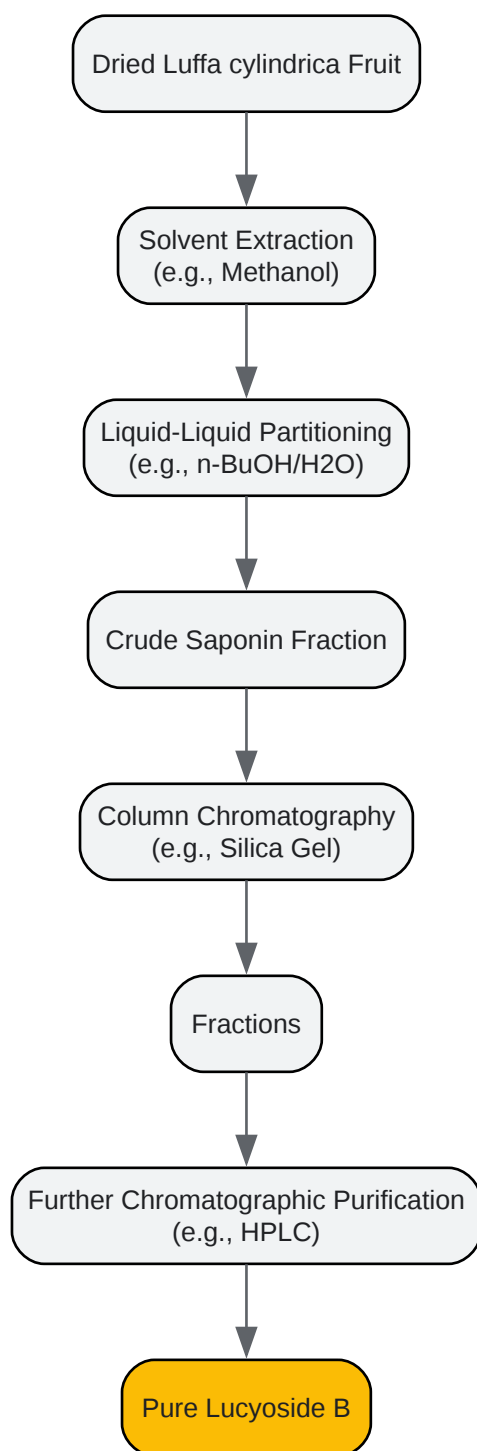 Dried Luffa cylindrica Fruit
Solvent Extraction
(e.g., Methanol)
Liquid-Liquid Partitioning
(e.g., n-BuOH/H2O)
Crude Saponin Fraction
Column Chromatography
(e.g., Silica Gel)
Fractions
Further Chromatographic Purification
(e.g., HPLC)
Pure Lucyoside B